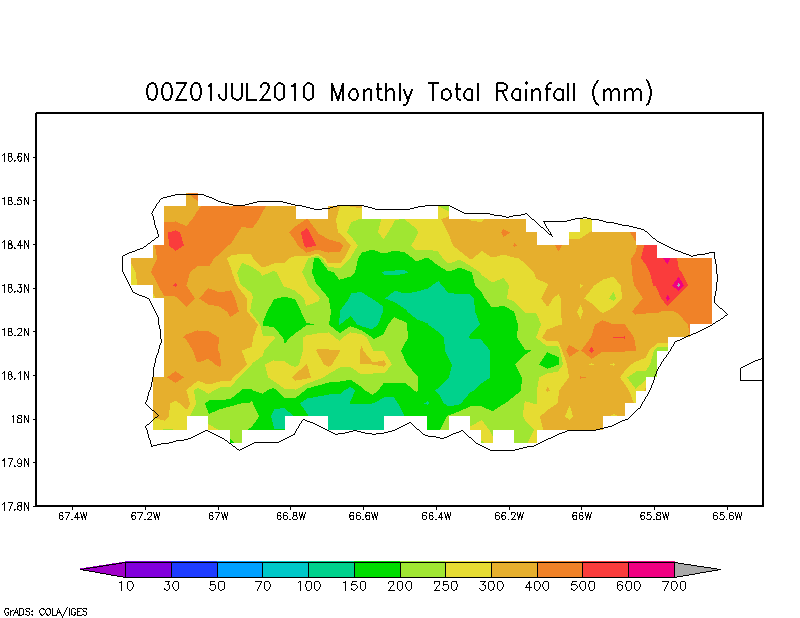 00Z01JUL2010 Monthly Total Rainfall (mm)
18.6N
18.5N
18.4N
18.3N
18.2N
18.1N
18N
17.9N
17.8N
67.4W 67.2W 67W 66.8W 66.6W 66.4W 66.2W 66W 65.8W 65.6W
10 30 50 70 100 150 200 250 300 400 500 600 700
GrADS: COLA/IGES